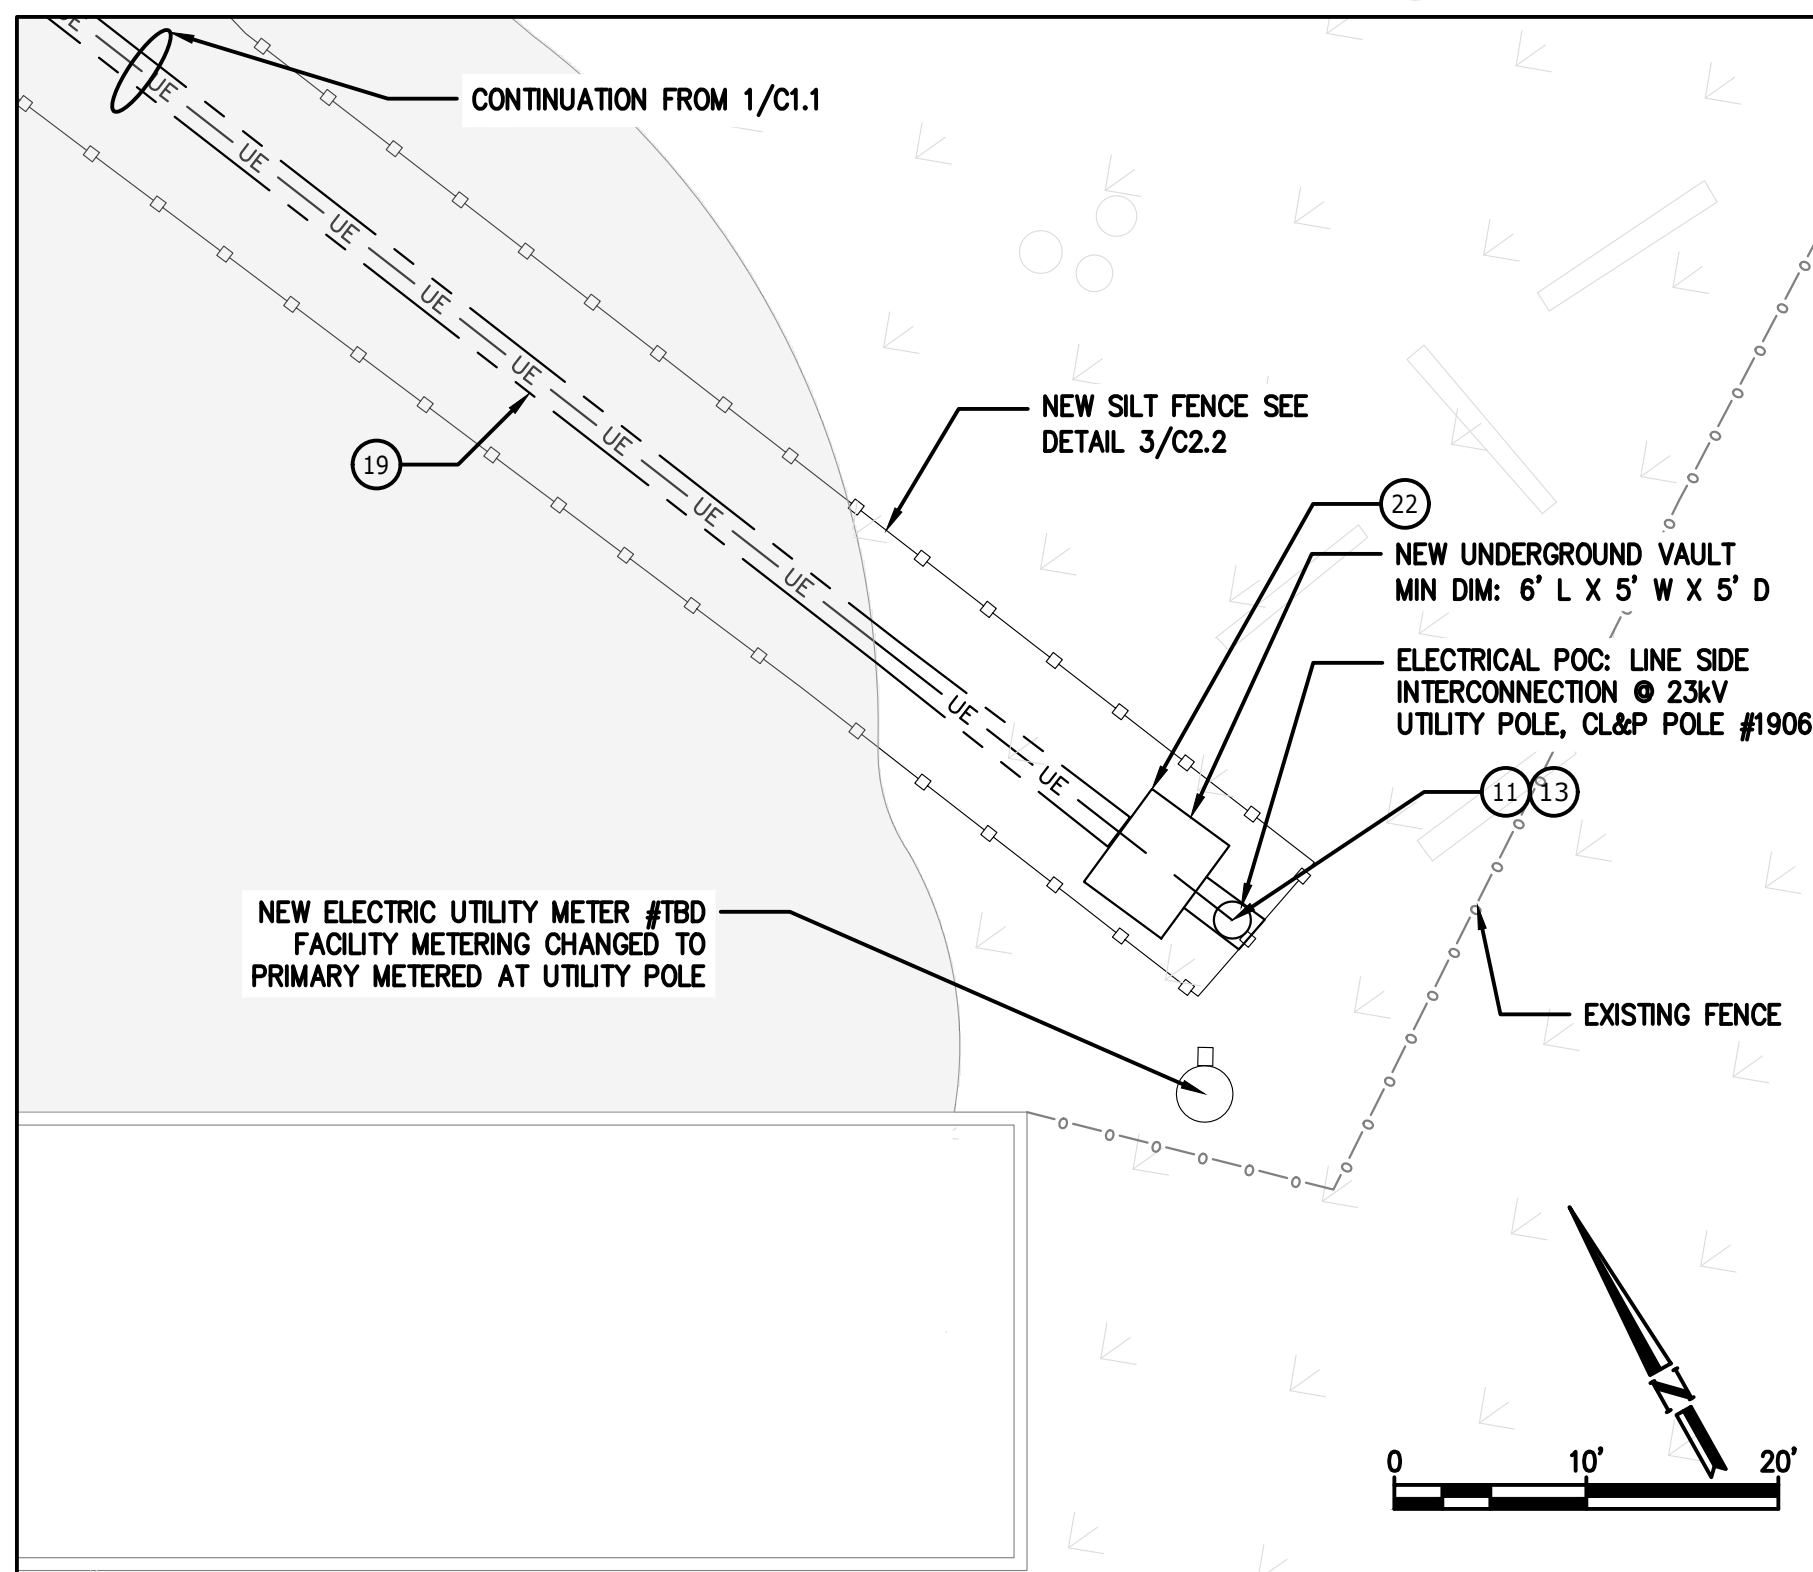 CONTINUATION FROM 1/C1.1
UE
UE
UE
UE
UE
UE
UE
UE
UE
UE
UE
19
NEW SILT FENCE SEE
DETAIL 3/C2.2
22
NEW UNDERGROUND VAULT
MIN DIM: 6' L X 5' W X 5' D
ELECTRICAL POC: LINE SIDE
INTERCONNECTION @ 23kV
UTILITY POLE, CL&P POLE #1906
11 13
NEW ELECTRIC UTILITY METER #TBD
FACILITY METERING CHANGED TO
PRIMARY METERED AT UTILITY POLE
EXISTING FENCE
N
0 10' 20'